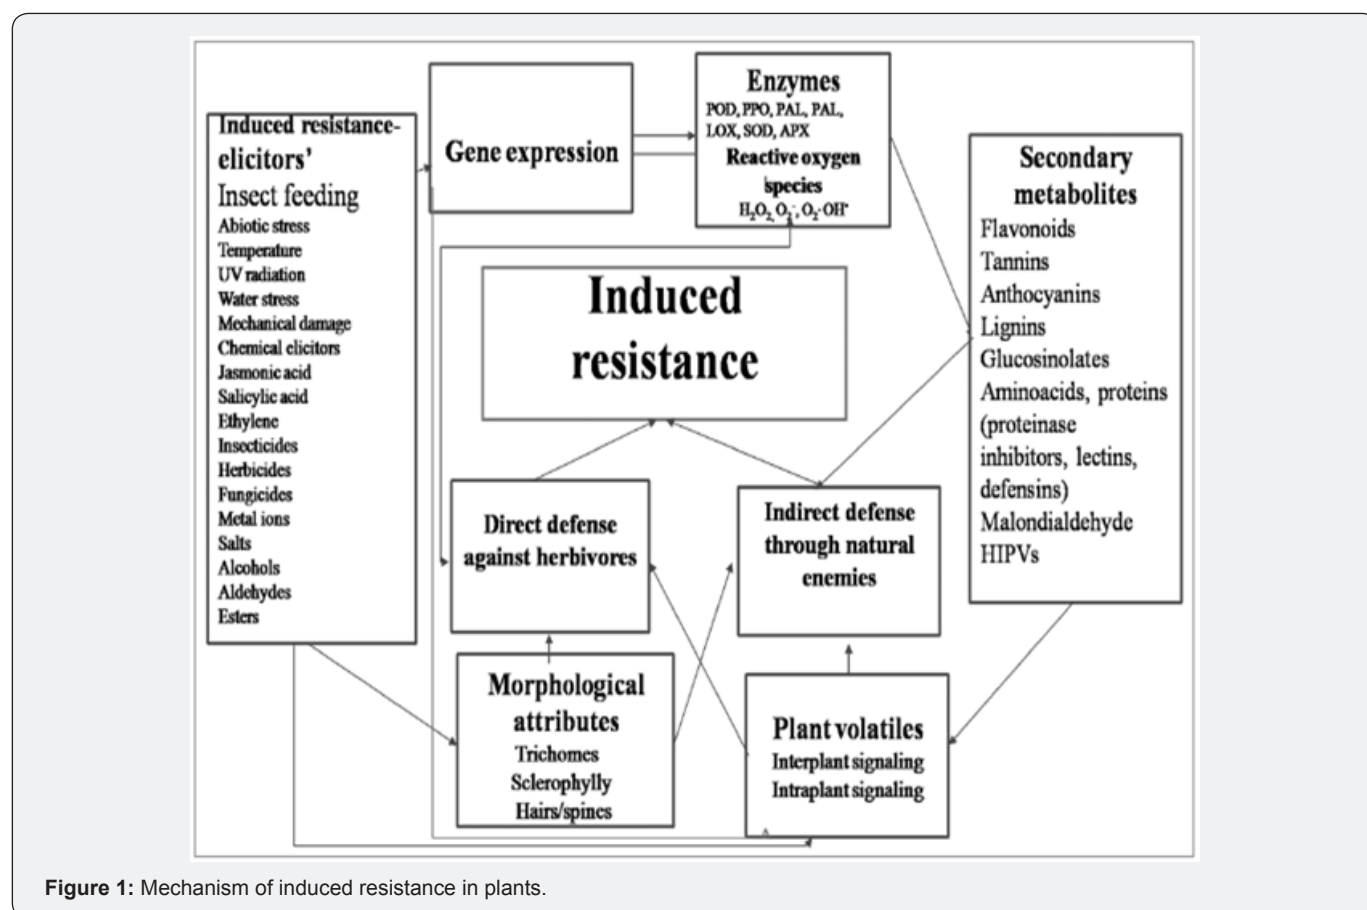 Induced resistance-
elicitors’
Insect feeding
Abiotic stress
Temperature
UV radiation
Water stress
Mechanical damage
Chemical elicitors
Jasmonic acid
Salicylic acid
Ethylene
Insecticides
Herbicides
Fungicides
Metal ions
Salts
Alcohols
Aldehydes
Esters
Gene expression
Enzymes
POD, PPO, PAL, PAL,
LOX, SOD, APX
Reactive oxygen
species
H₂O₂, O₂⁻, O₂·OH•
Secondary
metabolites
Flavonoids
Tannins
Anthocyanins
Lignins
Glucosinolates
Aminoacids, proteins
(proteinase
inhibitors, lectins,
defensins)
Malondialdehyde
HIPVs
Induced
resistance
Direct defense
against herbivores
Indirect defense
through natural
enemies
Morphological
attributes
Trichomes
Sclerophylly
Hairs/spines
Plant volatiles
Interplant signaling
Intraplant signaling
Figure 1: Mechanism of induced resistance in plants.